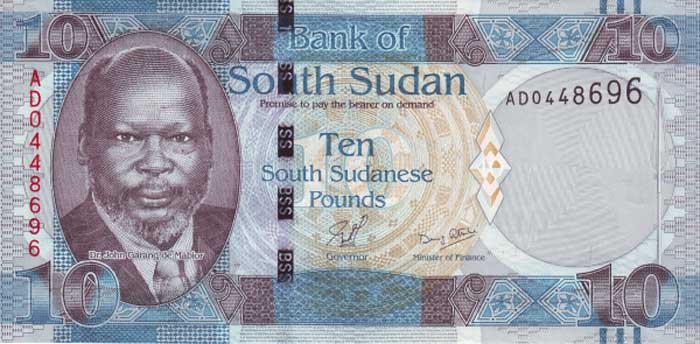 10
10
Bank of
South Sudan
Promise to pay the bearer on demand
AD0448696
AD0448696
10
Ten
South Sudanese
Pounds
BSS
BSS
BSS
Governor
Minister of Finance
Dr. John Garang de Mabior
10
10